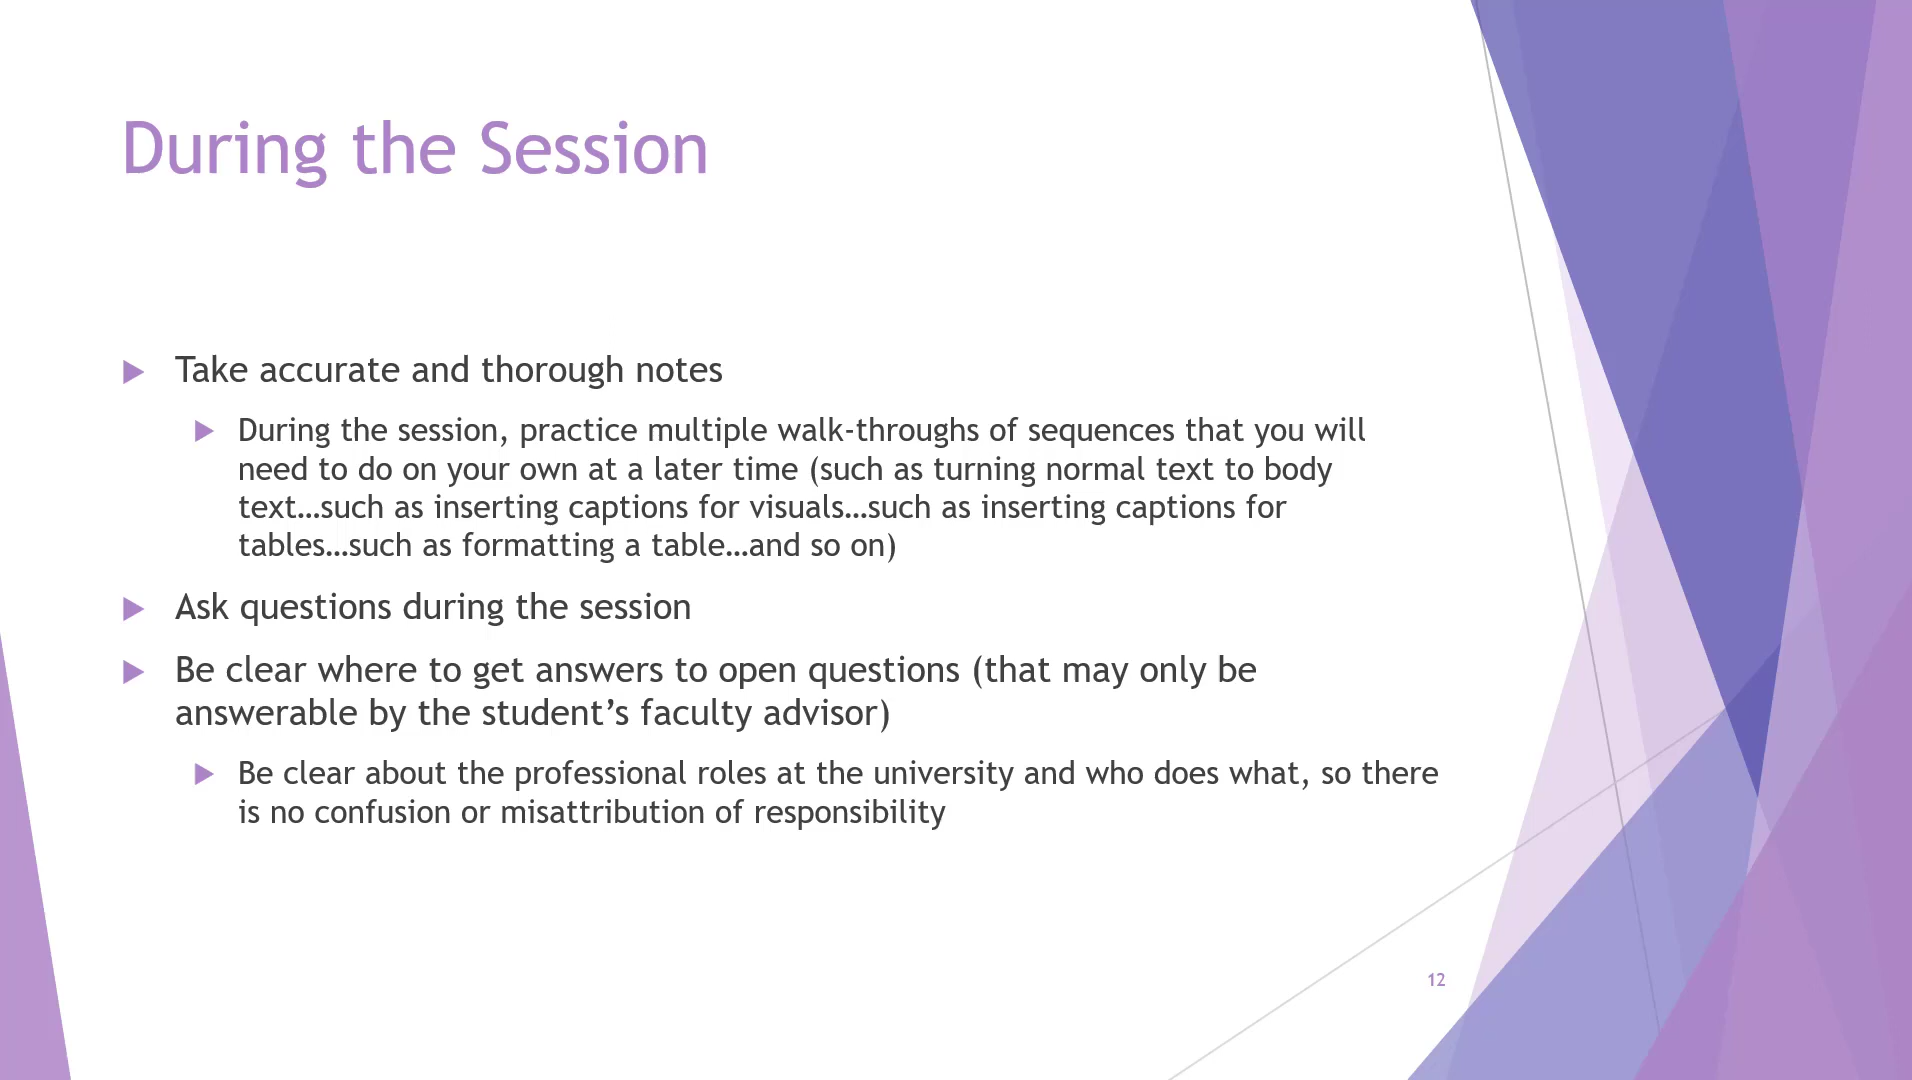 During the Session
Take accurate and thorough notes
During the session, practice multiple walk-throughs of sequences that you will
need to do on your own at a later time (such as turning normal text to body
text…such as inserting captions for visuals…such as inserting captions for
tables…such as formatting a table…and so on)
Ask questions during the session
Be clear where to get answers to open questions (that may only be
answerable by the student’s faculty advisor)
Be clear about the professional roles at the university and who does what, so there
is no confusion or misattribution of responsibility
12